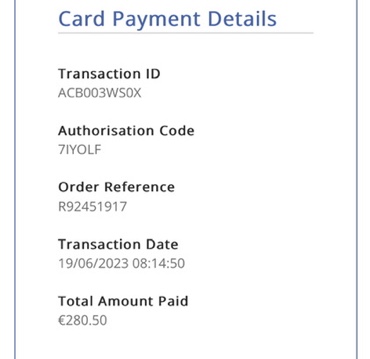 Card Payment Details
Transaction ID
ACB003WS0X
Authorisation Code
7IYOLF
Order Reference
R92451917
Transaction Date
19/06/2023 08:14:50
Total Amount Paid
€280.50